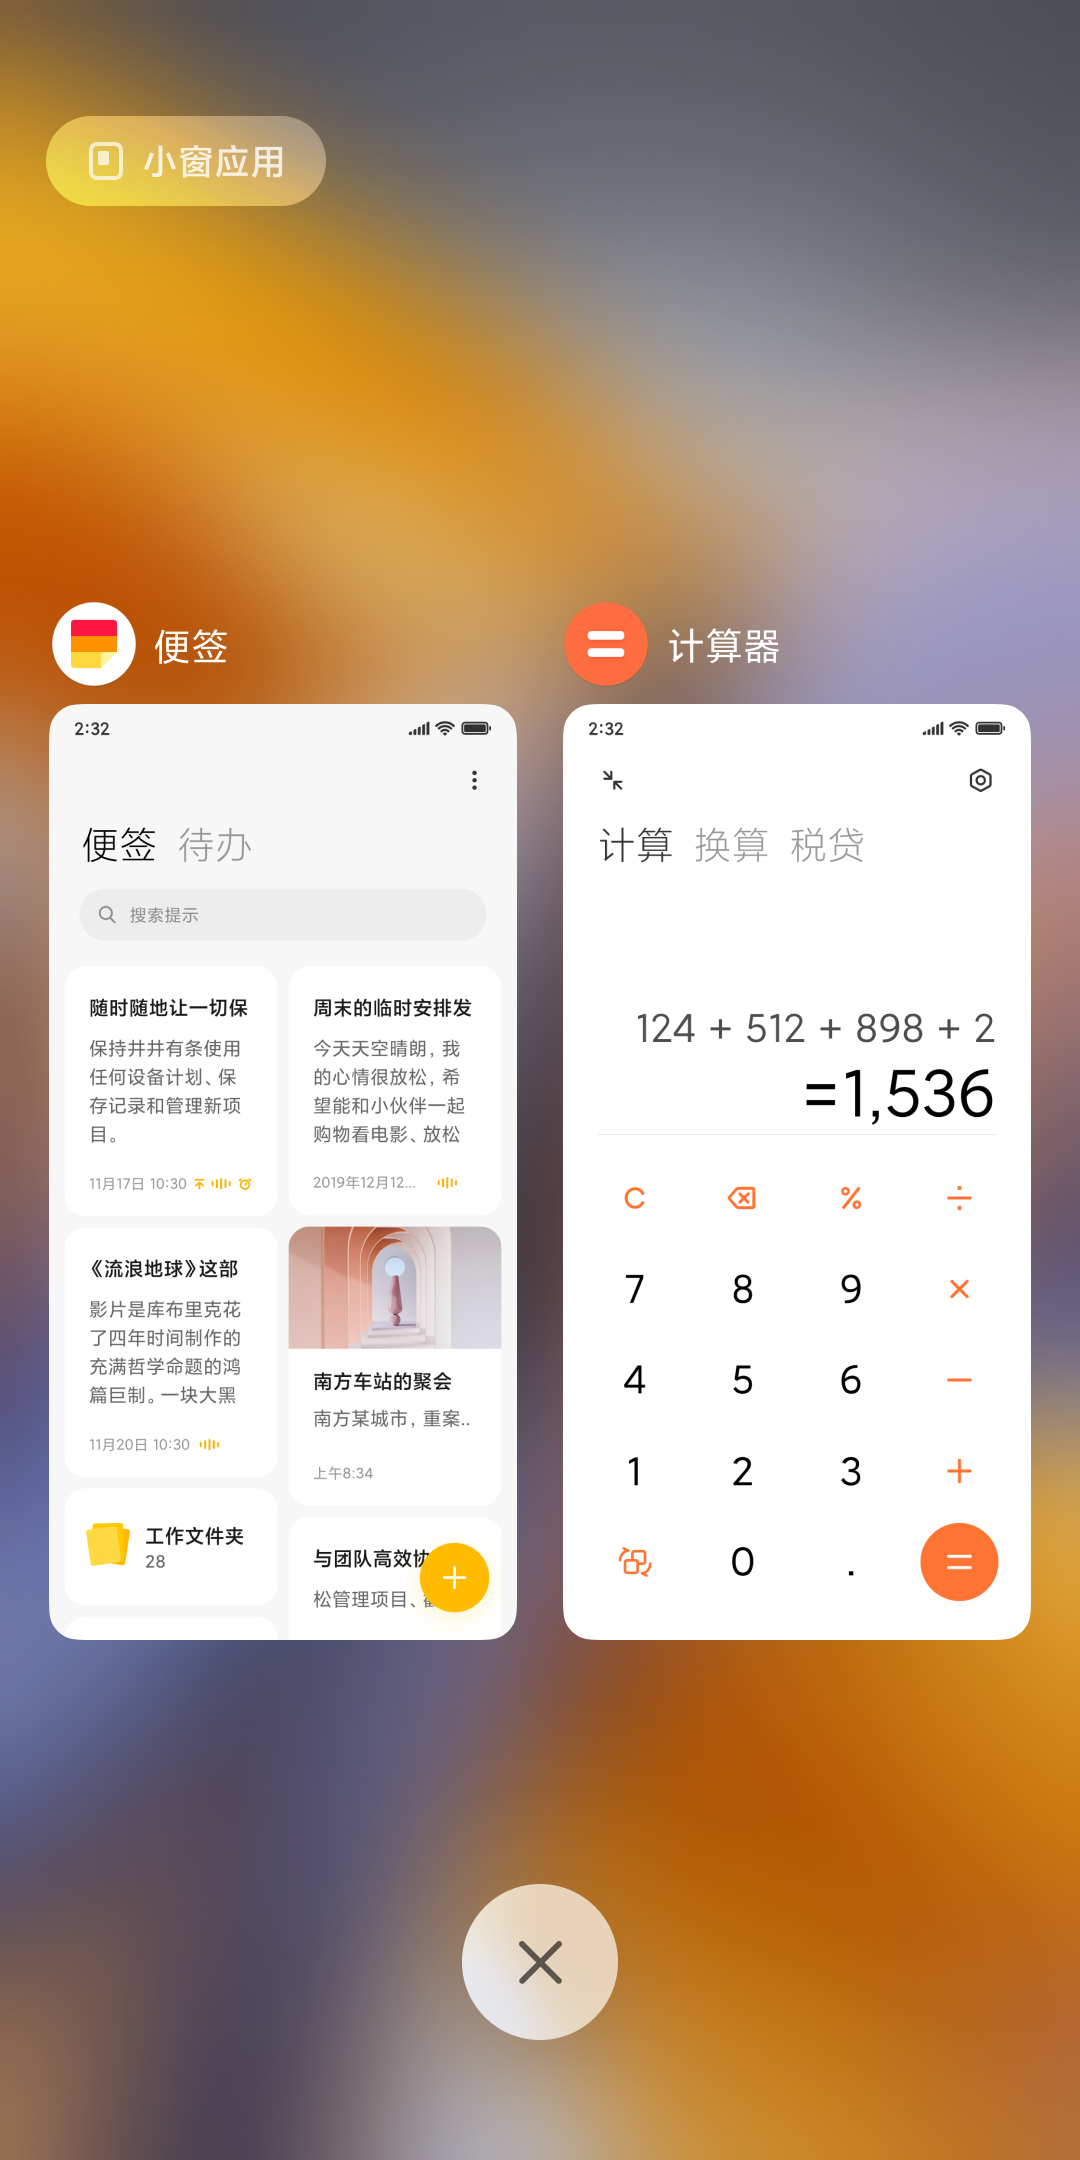 小窗应用
便签
计算器
2:32
便签 待办
搜索提示
随时随地让一切保
保持井井有条使用
任何设备计划、保
存记录和管理新项
目。
11月17日 10:30
周末的临时安排发
今天天空晴朗，我
的心情很放松，希
望能和小伙伴一起
购物看电影、放松
2019年12月12...
《流浪地球》这部
影片是库布里克花
了四年时间制作的
充满哲学命题的鸿
篇巨制。一块大黑
11月20日 10:30
南方车站的聚会
南方某城市，重案..
上午8:34
工作文件夹
28
与团队高效协
松管理项目、
2:32
计算 换算 税贷
124 + 512 + 898 + 2
=1,536
C % ÷
7 8 9 ×
4 5 6 −
1 2 3 +
0 . =